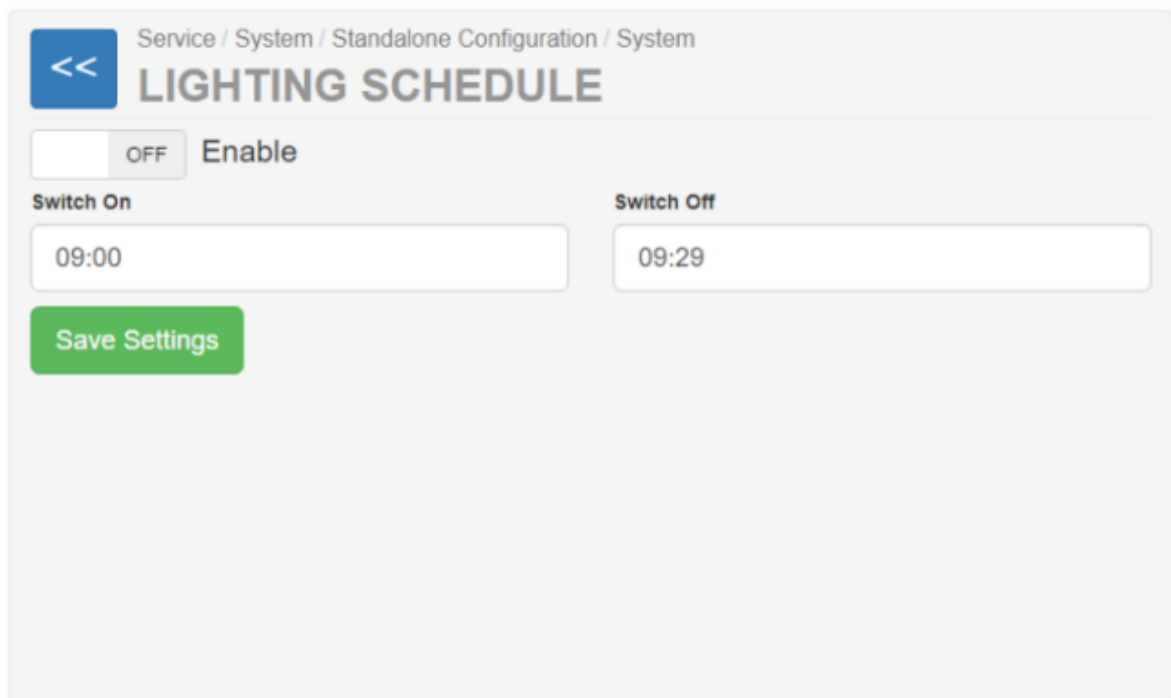 <<
Service / System / Standalone Configuration / System
LIGHTING SCHEDULE
OFF Enable
Switch On
Switch Off
09:00
09:29
Save Settings